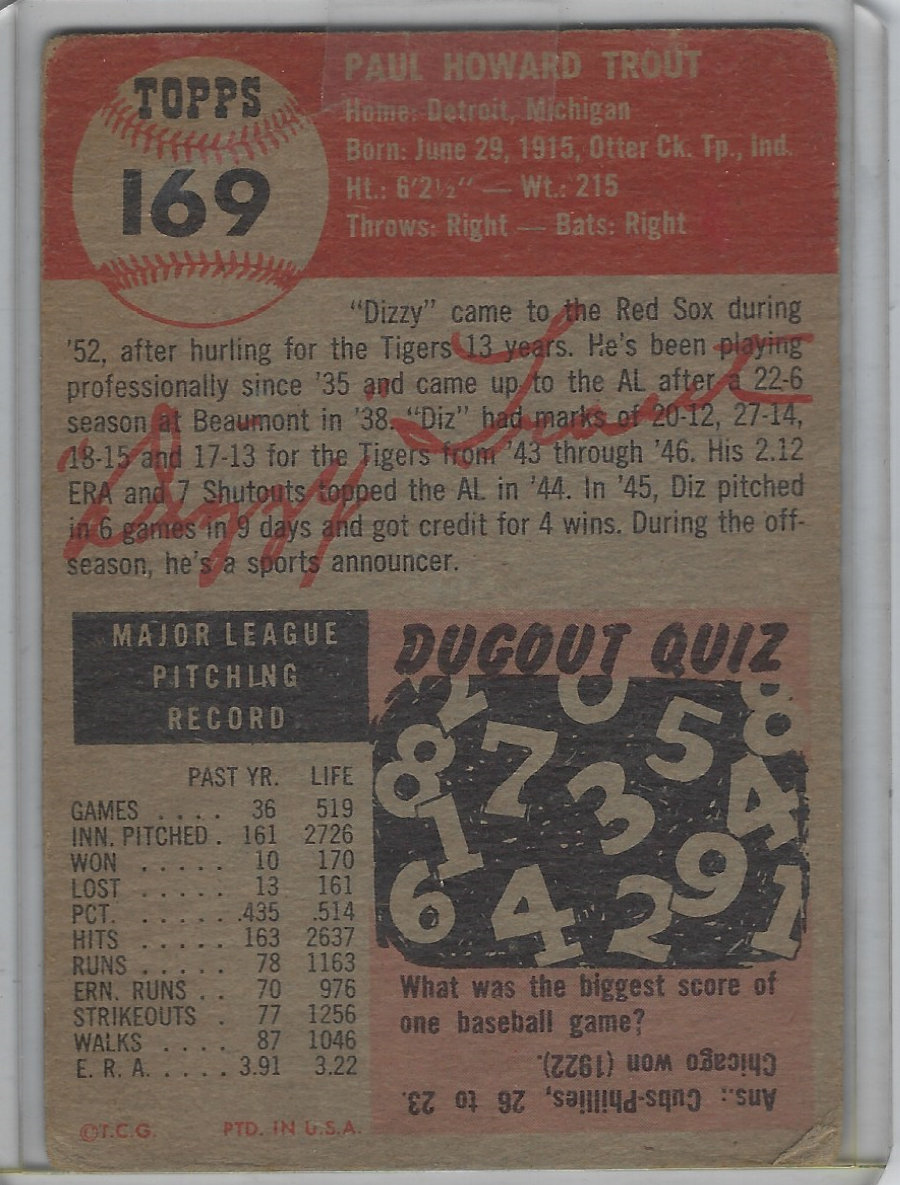 TOPPS
169
PAUL HOWARD TROUT
Home: Detroit, Michigan
Born: June 29, 1915, Otter Ck. Tp., Ind.
Ht.: 6'2½" — Wt.: 215
Throws: Right — Bats: Right
"Dizzy" came to the Red Sox during
'52, after hurling for the Tigers 13 years. He's been playing
professionally since '35 and came up to the AL after a 22-6
season at Beaumont in '38. "Diz" had marks of 20-12, 27-14,
18-15 and 17-13 for the Tigers from '43 through '46. His 2.12
ERA and 7 Shutouts topped the AL in '44. In '45, Diz pitched
in 6 games in 9 days and got credit for 4 wins. During the off-
season, he's a sports announcer.
"Dizzy" Trout
MAJOR LEAGUE
PITCHING
RECORD
PAST YR. LIFE
GAMES . . . . 36 519
INN. PITCHED . 161 2726
WON . . . . . 10 170
LOST . . . . . 13 161
PCT. . . . . . .435 .514
HITS . . . . . 163 2637
RUNS . . . . . 78 1163
ERN. RUNS . . 70 976
STRIKEOUTS . 77 1256
WALKS . . . . 87 1046
E. R. A. . . . . 3.91 3.22
©T.C.G. PTD. IN U.S.A.
DUGOUT QUIZ
2 0 5 8
8 7 3 4
1 9
6 4 2 1
What was the biggest score of
one baseball game?
Ans.: Cubs-Phillies, 26 to 23.
Chicago won (1922).